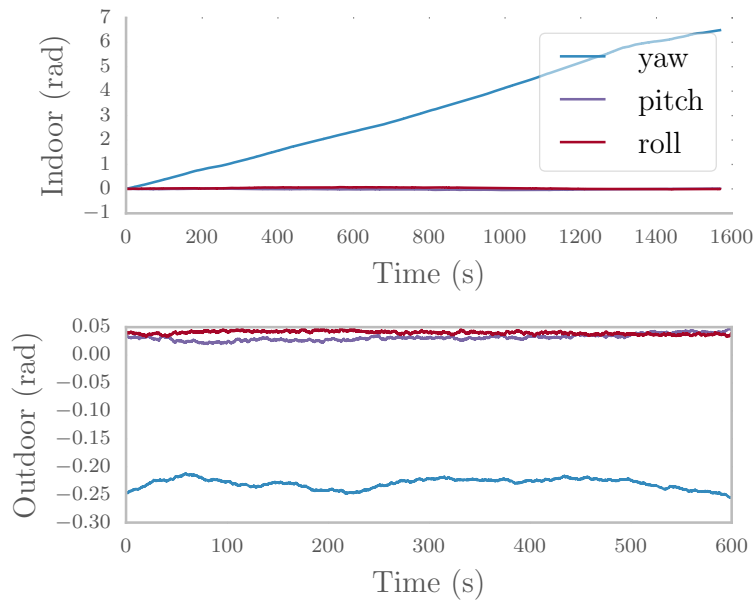 7
6
5
4
3
2
1
0
−1
Indoor (rad)
yaw
pitch
roll
0 200 400 600 800 1000 1200 1400 1600
Time (s)
0.05
0.00
−0.05
−0.10
−0.15
−0.20
−0.25
−0.30
Outdoor (rad)
0 100 200 300 400 500 600
Time (s)